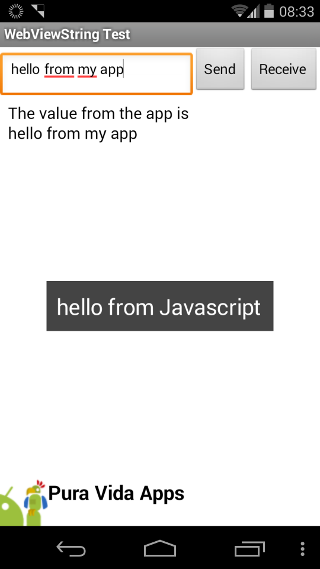 08:33
WebViewString Test
hello from my app
Send
Receive
The value from the app is
hello from my app
hello from Javascript
Pura Vida Apps